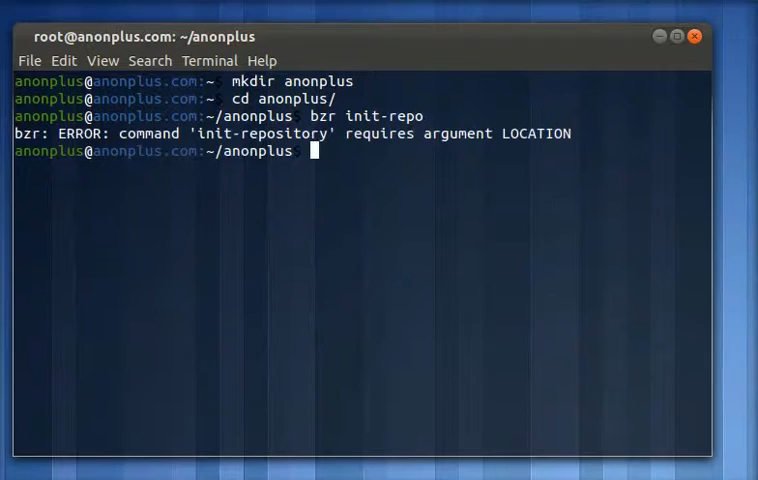 root@anonplus.com: ~/anonplus
File Edit View Search Terminal Help
anonplus@anonplus.com:~$ mkdir anonplus
anonplus@anonplus.com:~$ cd anonplus/
anonplus@anonplus.com:~/anonplus$ bzr init-repo
bzr: ERROR: command 'init-repository' requires argument LOCATION
anonplus@anonplus.com:~/anonplus$